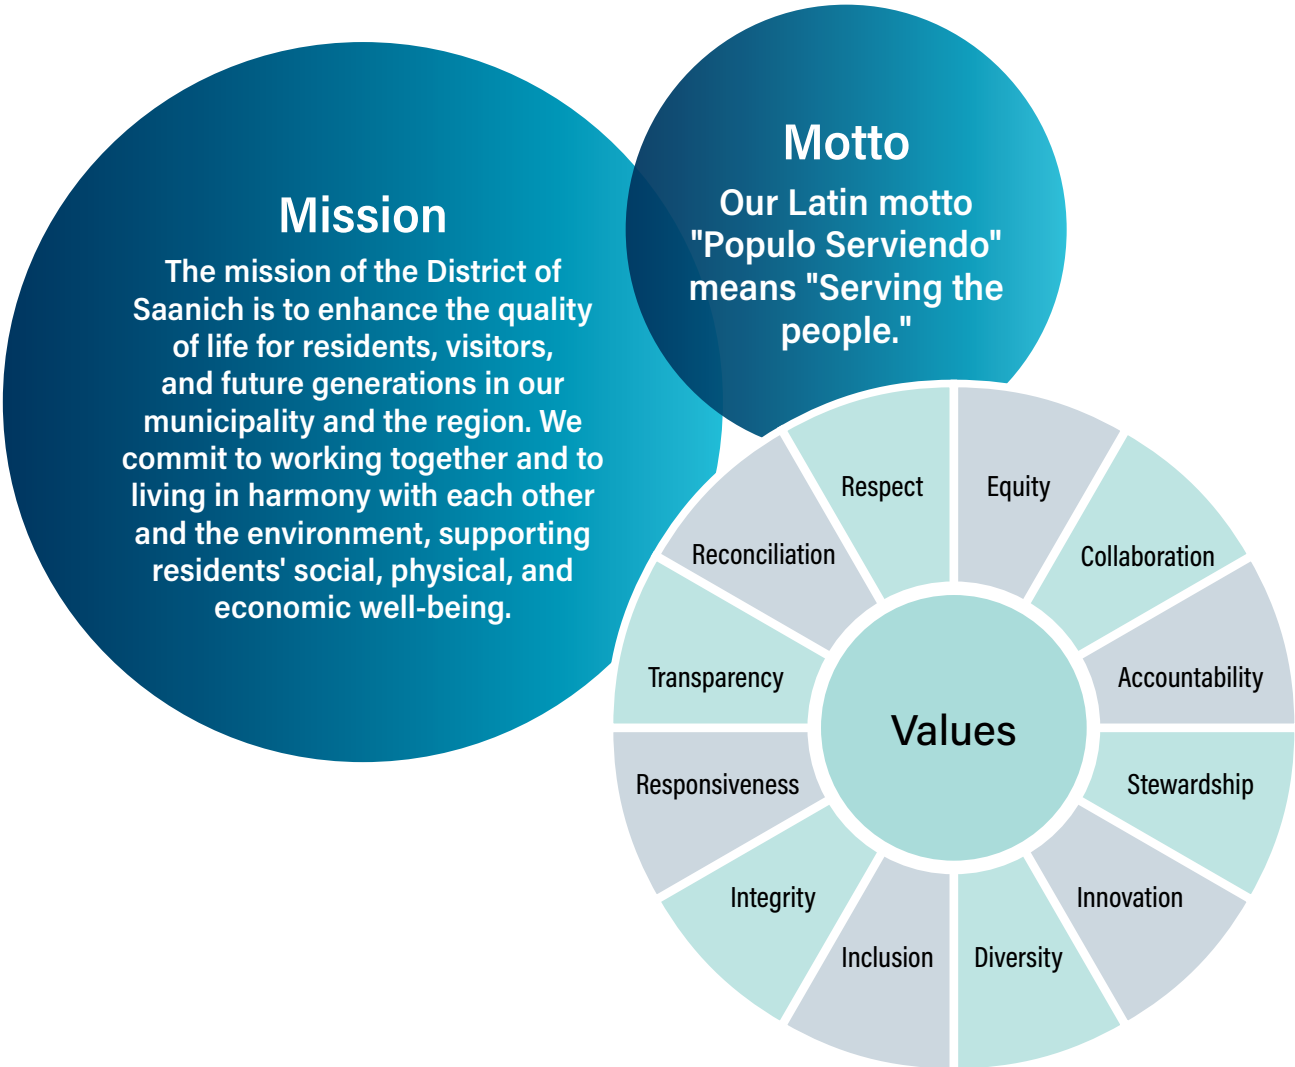 Mission
The mission of the District of
Saanich is to enhance the quality
of life for residents, visitors,
and future generations in our
municipality and the region. We
commit to working together and to
living in harmony with each other
and the environment, supporting
residents' social, physical, and
economic well-being.
Motto
Our Latin motto
"Populo Serviendo"
means "Serving the
people."
Values
Respect
Equity
Collaboration
Accountability
Stewardship
Innovation
Diversity
Inclusion
Integrity
Responsiveness
Transparency
Reconciliation